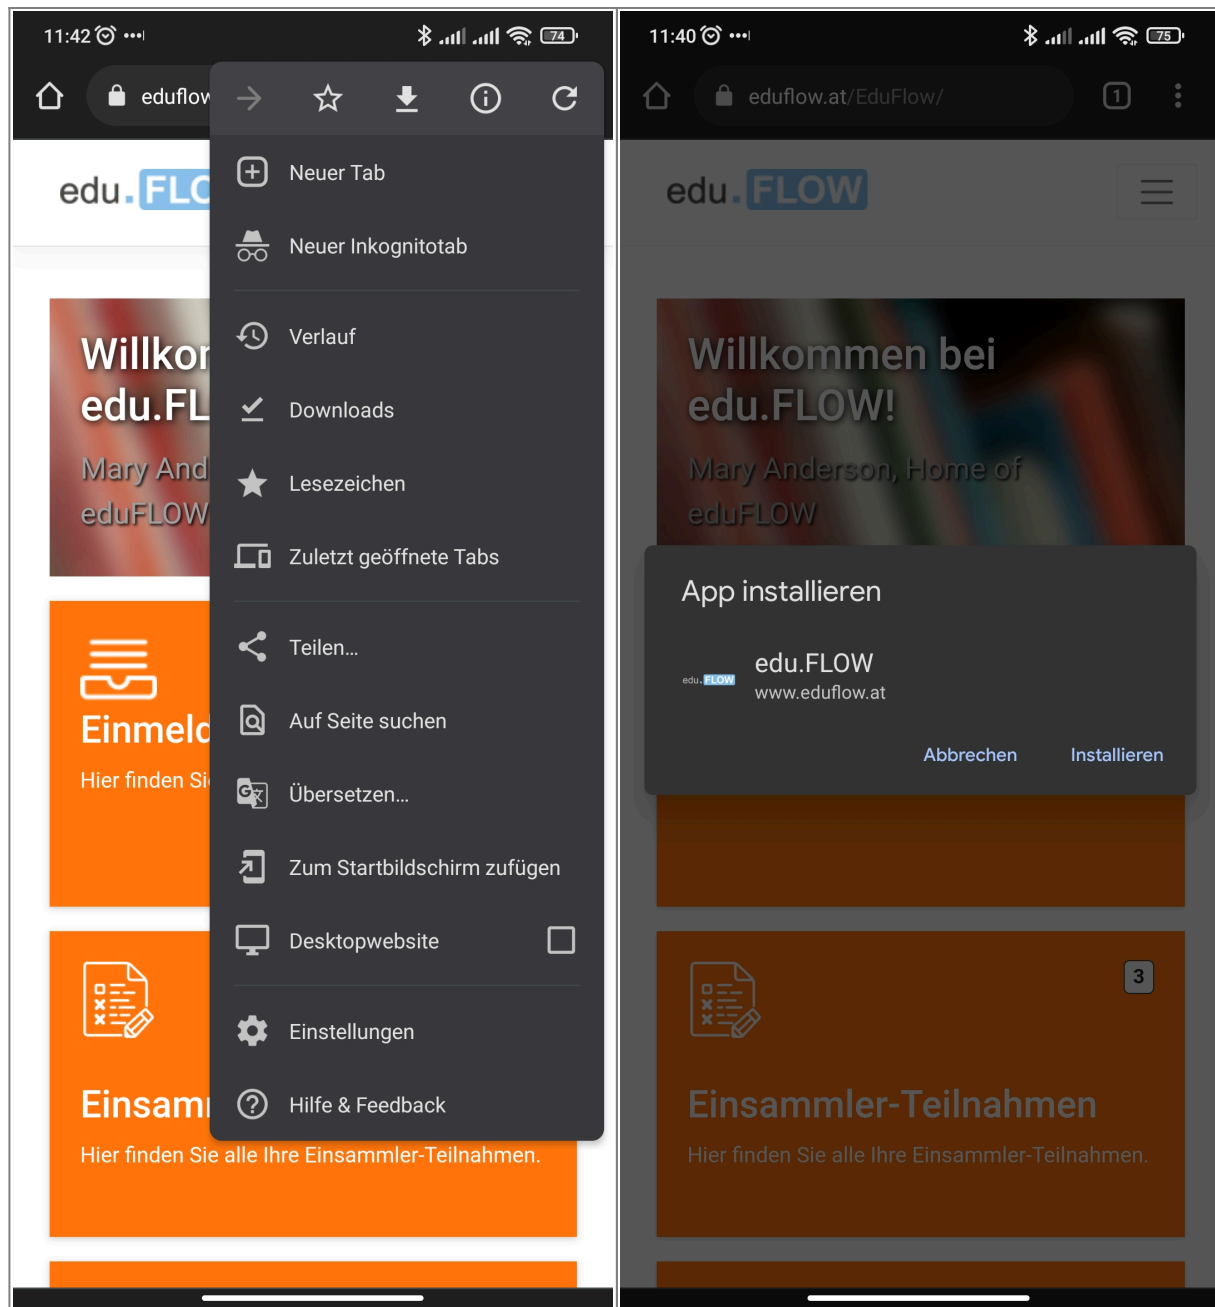 11:42
74
eduflow
Neuer Tab
edu.FLO
Neuer Inkognitotab
Verlauf
Willkor
edu.FL
Downloads
Mary And
eduFLOW
Lesezeichen
Zuletzt geöffnete Tabs
Teilen...
Einmeld
Auf Seite suchen
Hier finden Si
Übersetzen...
Zum Startbildschirm zufügen
Desktopwebsite
Einstellungen
Einsam
Hilfe & Feedback
Hier finden Sie alle Ihre Einsammler-Teilnahmen.
11:40
75
eduflow.at/EduFlow/
1
edu.FLOW
Willkommen bei
edu.FLOW!
Mary Anderson, Home of
eduFLOW
App installieren
edu.FLOW
edu.FLOW
www.eduflow.at
Abbrechen
Installieren
3
Einsammler-Teilnahmen
Hier finden Sie alle Ihre Einsammler-Teilnahmen.